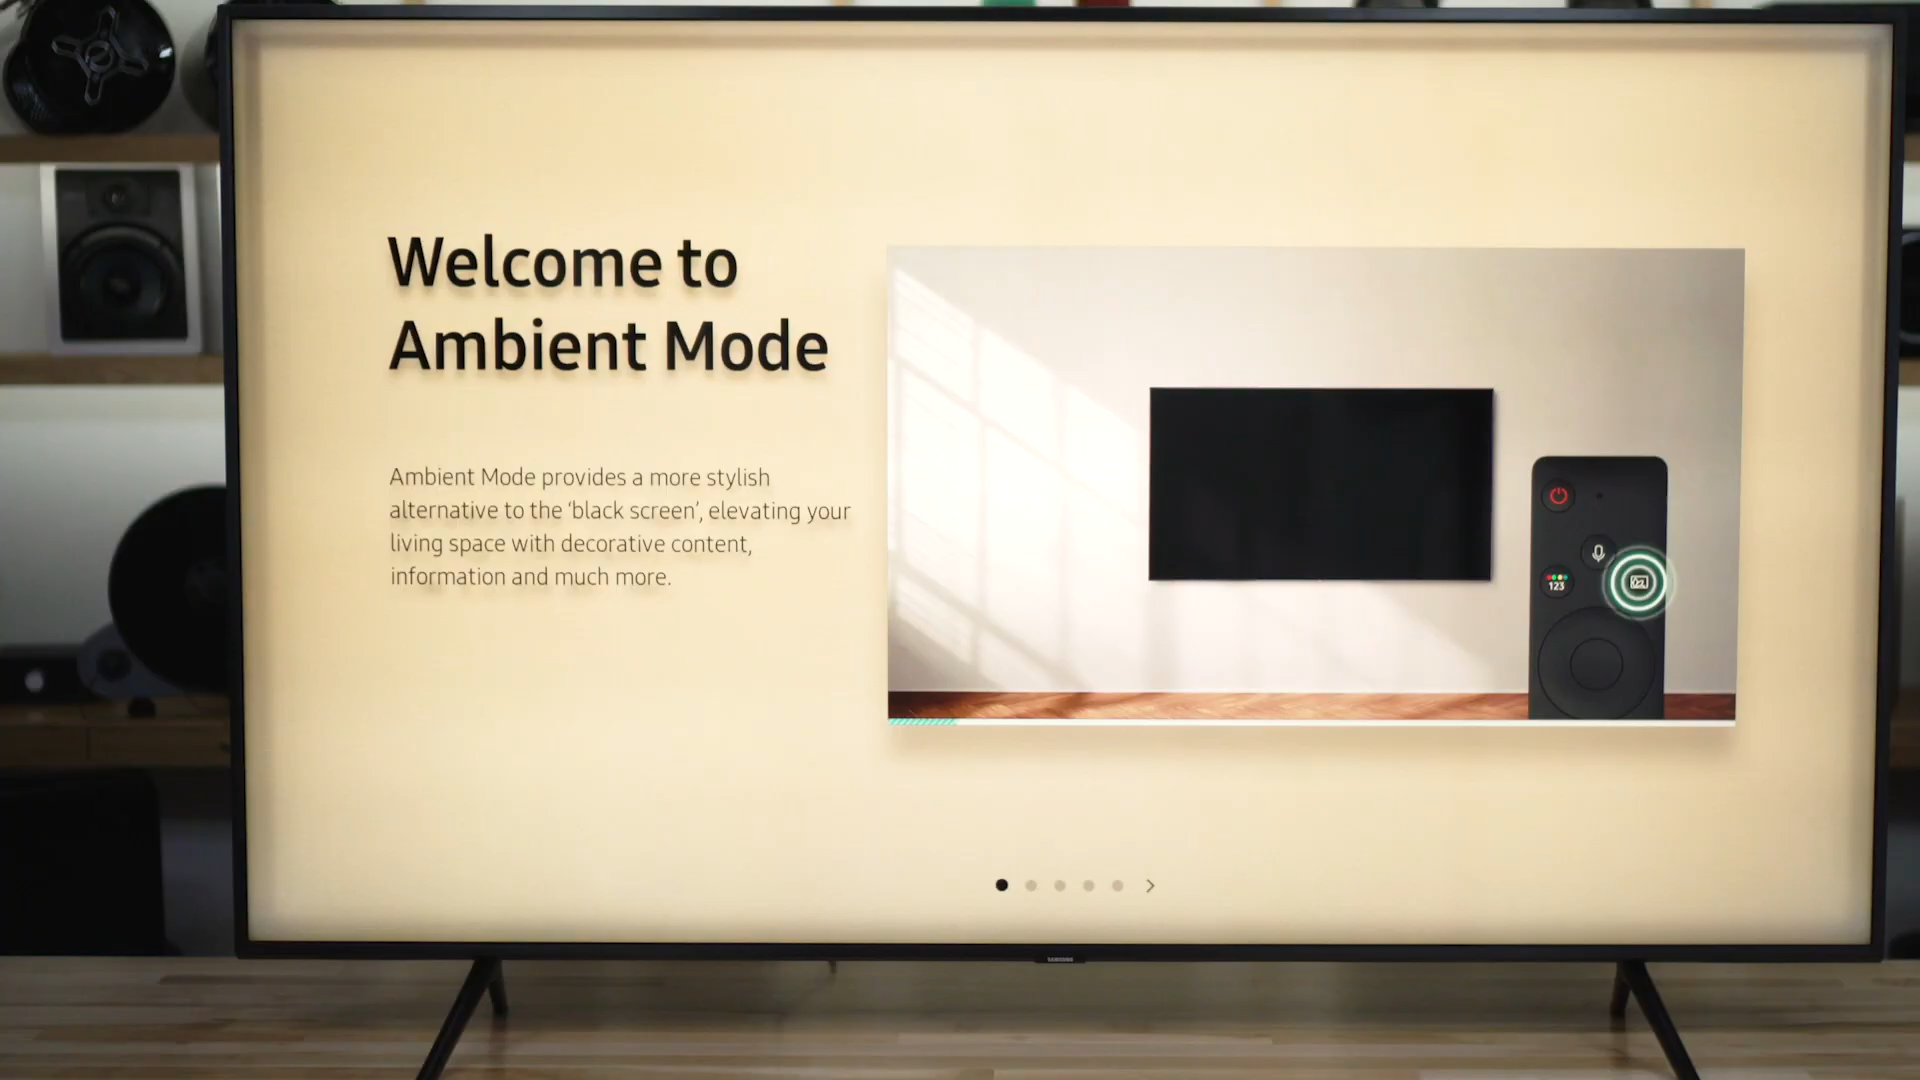 Welcome to
Ambient Mode
Ambient Mode provides a more stylish
alternative to the ‘black screen’, elevating your
living space with decorative content,
information and much more.
123
SAMSUNG